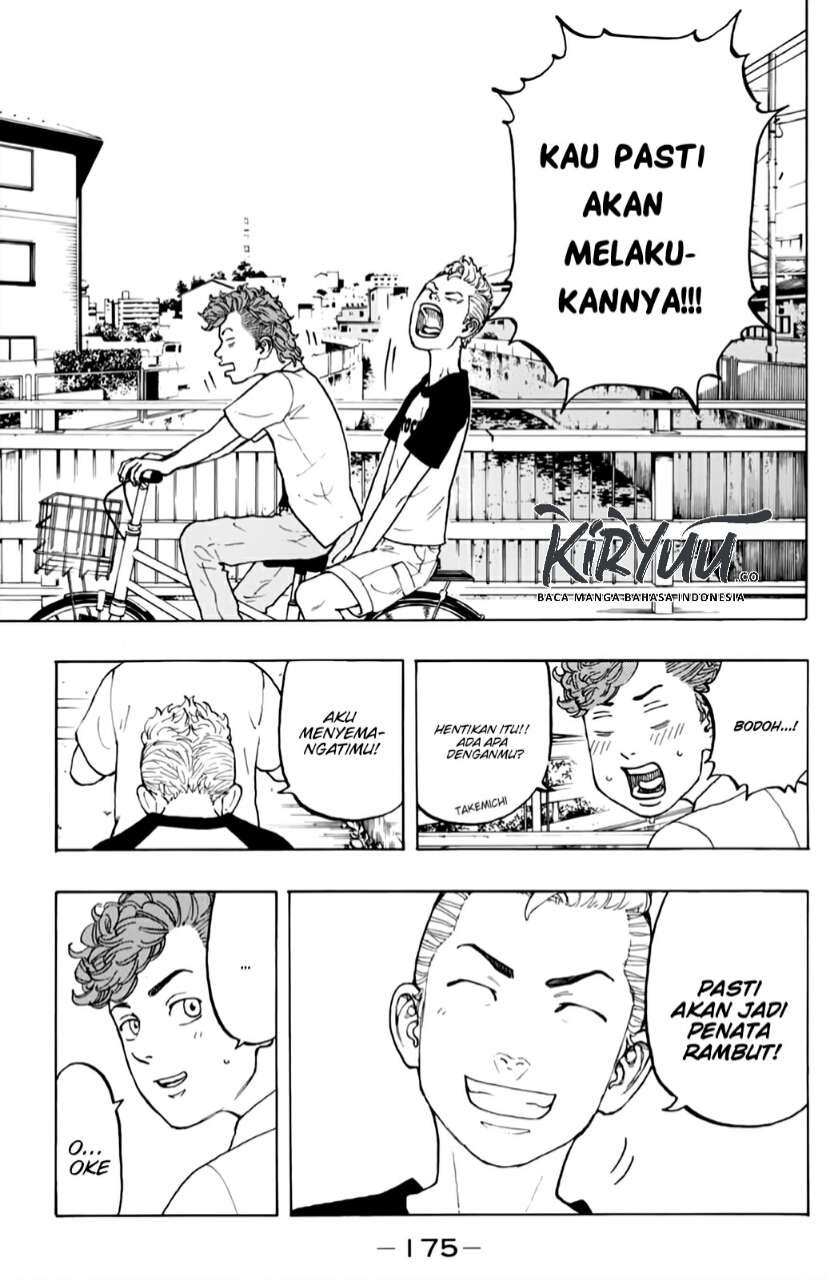 KAU PASTI
AKAN
MELAKU-
KANNYA!!!
KIRYUU.CO
BACA MANGA BAHASA INDONESIA
BODOH...!
HENTIKAN ITU!!
ADA APA
DENGANMU?
TAKEMICHI
AKU
MENYEMA-
NGATIMU!
PASTI
AKAN JADI
PENATA
RAMBUT!
...
O...
OKE
— 175 —